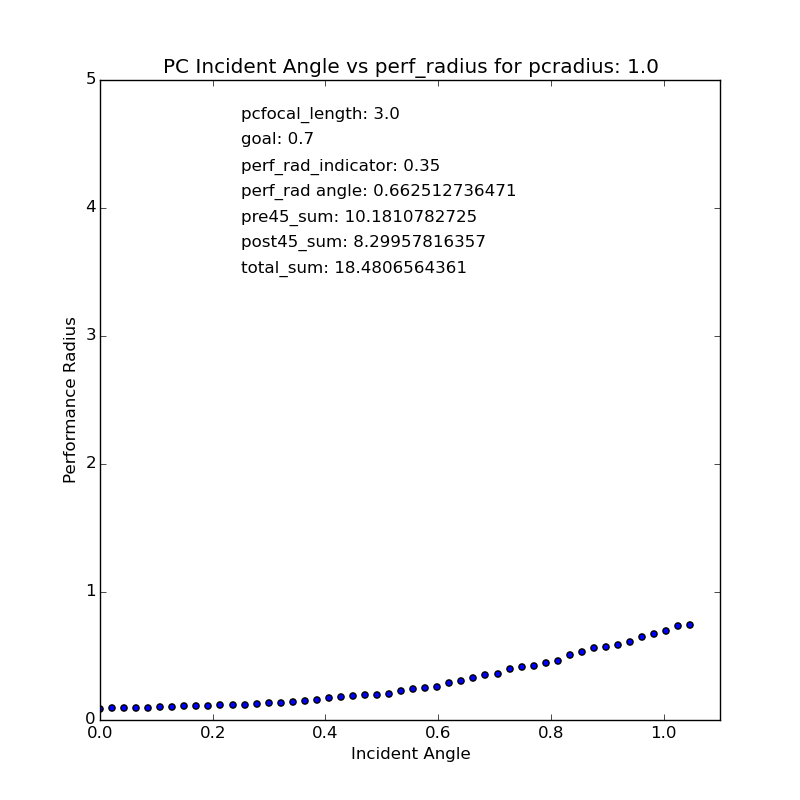 PC Incident Angle vs perf_radius for pcradius: 1.0
5
pcfocal_length: 3.0
goal: 0.7
perf_rad_indicator: 0.35
perf_rad angle: 0.662512736471
4
pre45_sum: 10.1810782725
post45_sum: 8.29957816357
total_sum: 18.4806564361
3
Performance Radius
2
1
0
0.0 0.2 0.4 0.6 0.8 1.0
Incident Angle